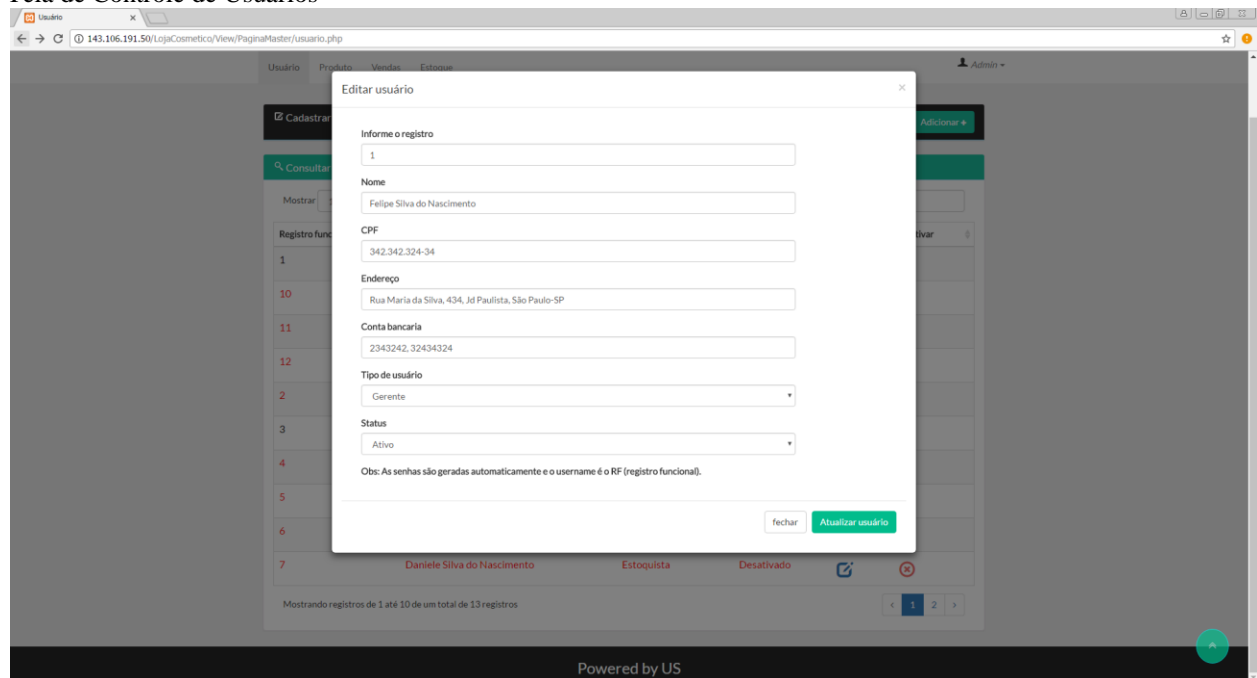 Tela de Controle de Usuários
Usuário
143.106.191.50/LojaCosmetico/View/PaginaMaster/usuario.php
Usuário Produto Vendas Estoque Admin
Editar usuário ×
Cadastrar
Adicionar +
Informe o registro
1
Consultar
Nome
Mostrar
Felipe Silva do Nascimento
Registro func
CPF
tivar
342.342.324-34
1
Endereço
10
Rua Maria da Silva, 434, Jd Paulista, São Paulo-SP
11
Conta bancaria
2343242, 32434324
12
Tipo de usuário
2
Gerente
3
Status
Ativo
4
Obs: As senhas são geradas automaticamente e o username é o RF (registro funcional).
5
6
fechar Atualizar usuário
7 Daniele Silva do Nascimento Estoquista Desativado
Mostrando registros de 1 até 10 de um total de 13 registros
< 1 2 >
Powered by US